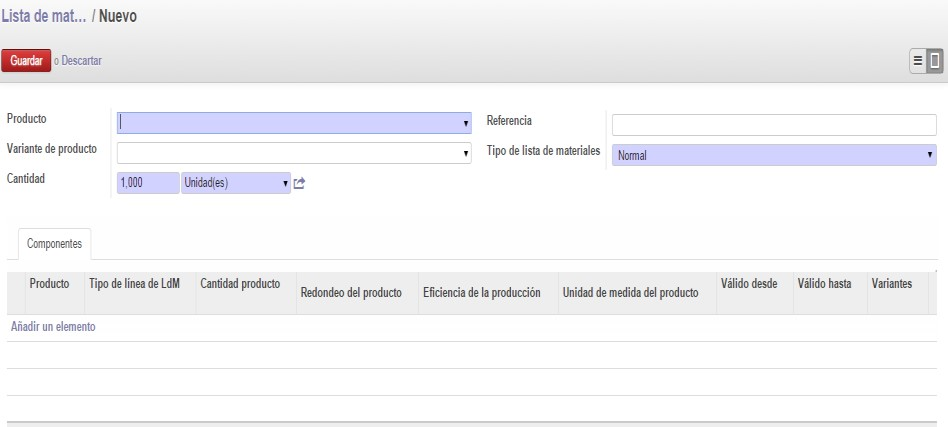 Lista de mat... / Nuevo
Guardar o Descartar
Producto
Referencia
Variante de producto
Tipo de lista de materiales Normal
Cantidad 1,000 Unidad(es)
Componentes
Producto Tipo de línea de LdM Cantidad producto Redondeo del producto Eficiencia de la producción Unidad de medida del producto Válido desde Válido hasta Variantes
Añadir un elemento